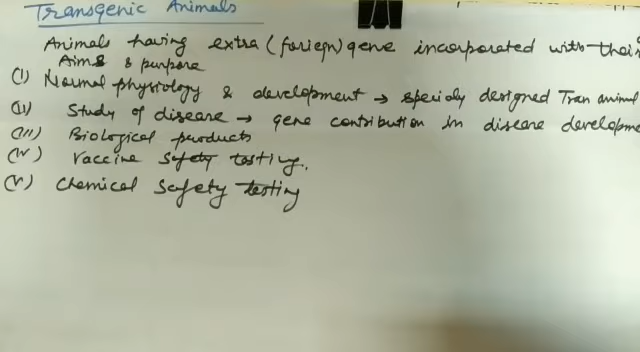 Transgenic Animals
Animals having extra (foriegn) gene incorporated with their
Aims & purpose
(I) Normal physiology & development → specialy designed Tran animal
(II) Study of disease → gene contribution in disease developme
(III) Biological products
(IV) Vaccine safety testing.
(V) Chemical Safety testing